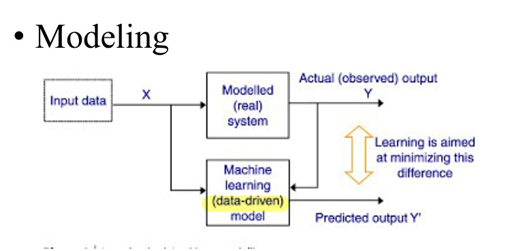 • Modeling
Input data
X
Modelled
(real)
system
Actual (observed) output
Y
Learning is aimed
at minimizing this
difference
Machine
learning
(data-driven)
model
Predicted output Y'